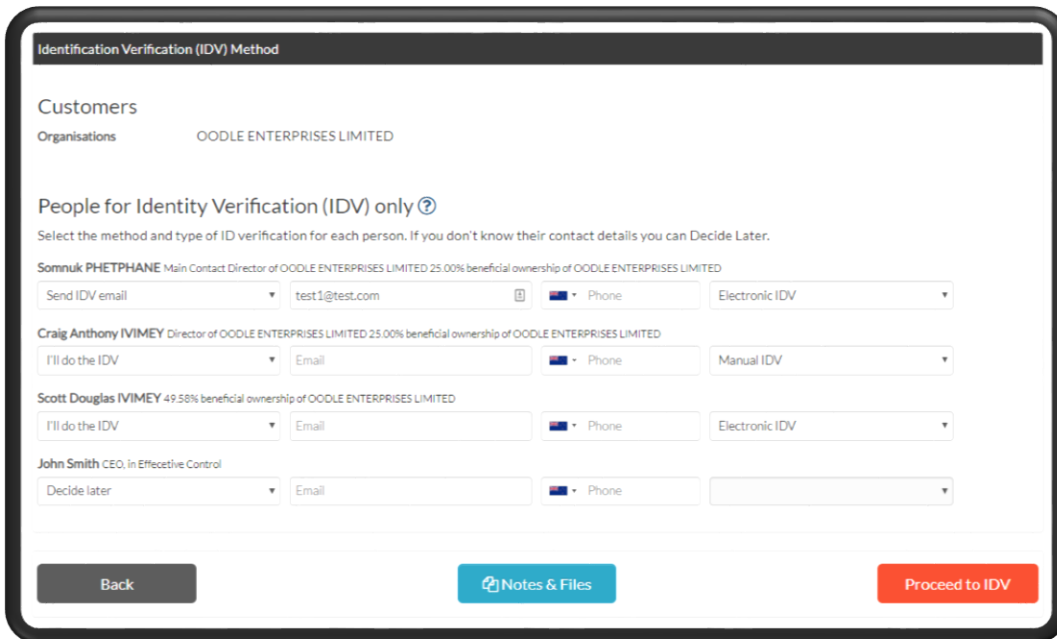 Identification Verification (IDV) Method
Customers
Organisations OODLE ENTERPRISES LIMITED
People for Identity Verification (IDV) only ?
Select the method and type of ID verification for each person. If you don't know their contact details you can Decide Later.
Somnuk PHETPHANE Main Contact Director of OODLE ENTERPRISES LIMITED 25.00% beneficial ownership of OODLE ENTERPRISES LIMITED
Send IDV email test1@test.com Phone Electronic IDV
Craig Anthony IVIMEY Director of OODLE ENTERPRISES LIMITED 25.00% beneficial ownership of OODLE ENTERPRISES LIMITED
I'll do the IDV Email Phone Manual IDV
Scott Douglas IVIMEY 49.58% beneficial ownership of OODLE ENTERPRISES LIMITED
I'll do the IDV Email Phone Electronic IDV
John Smith CEO, in Effecetive Control
Decide later Email Phone
Back Notes & Files Proceed to IDV